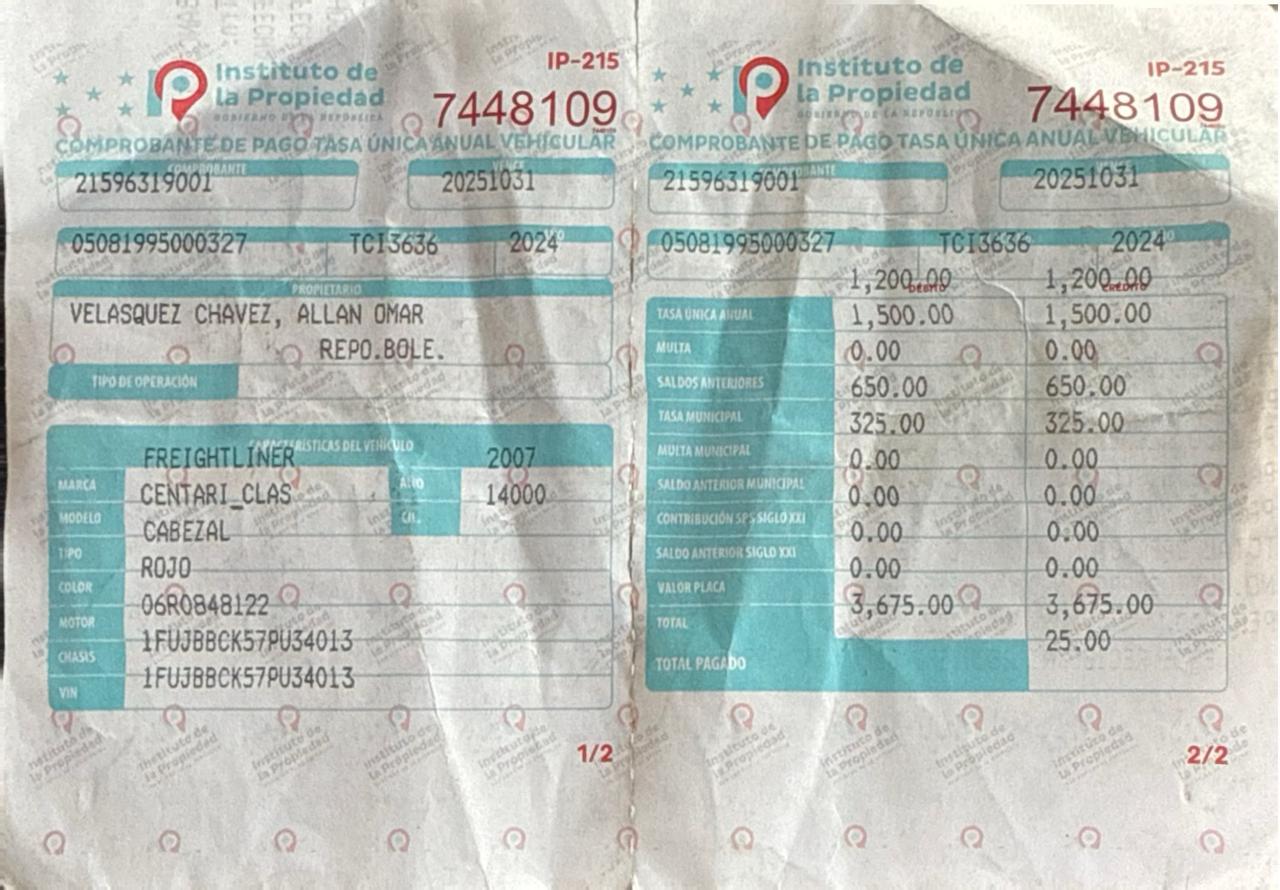 IP-215
Instituto de
la Propiedad
GOBIERNO DE LA REPÚBLICA
7448109
COMPROBANTE DE PAGO TASA ÚNICA ANUAL VEHICULAR
COMPROBANTE
VENCE
21596319001
20251031
05081995000327 TCI3636 2024
PROPIETARIO
VELASQUEZ CHAVEZ, ALLAN OMAR
REPO.BOLE.
TIPO DE OPERACIÓN
CARACTERÍSTICAS DEL VEHÍCULO
FREIGHTLINER 2007
MARCA
AÑO
CENTARI_CLAS 14000
MODELO
CIL.
CABEZAL
TIPO
ROJO
COLOR
06R0848122
MOTOR
1FUJBBCK57PU34013
CHASIS
1FUJBBCK57PU34013
VIN
1/2
IP-215
Instituto de
la Propiedad
GOBIERNO DE LA REPÚBLICA
7448109
COMPROBANTE DE PAGO TASA ÚNICA ANUAL VEHICULAR
21596319001
20251031
05081995000327 TCI3636 2024
1,200.00 1,200.00
DÉBITO CRÉDITO
TASA ÚNICA ANUAL 1,500.00 1,500.00
MULTA 0.00 0.00
SALDOS ANTERIORES 650.00 650.00
TASA MUNICIPAL 325.00 325.00
MULTA MUNICIPAL 0.00 0.00
SALDO ANTERIOR MUNICIPAL 0.00 0.00
CONTRIBUCIÓN SPS SIGLO XXI 0.00 0.00
SALDO ANTERIOR SIGLO XXI 0.00 0.00
VALOR PLACA 3,675.00 3,675.00
TOTAL 25.00
TOTAL PAGADO
2/2